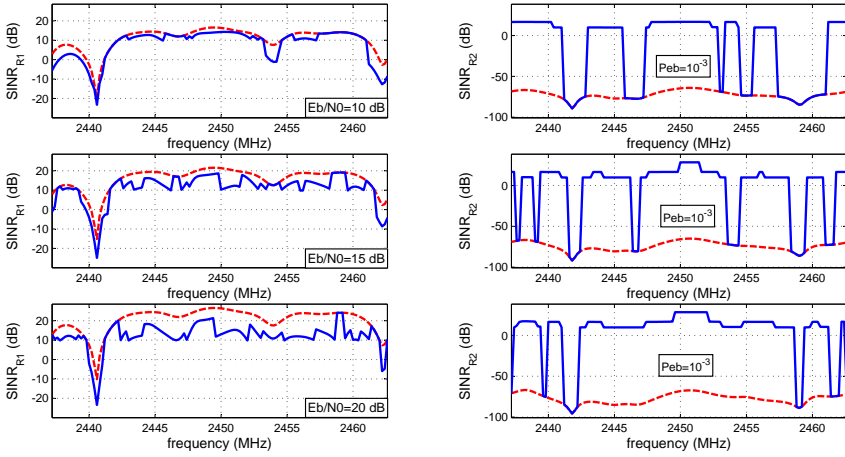 SINR_R1 (dB)
20
10
0
-10
-20
Eb/N0=10 dB
2440 2445 2450 2455 2460
frequency (MHz)
SINR_R2 (dB)
0
-50
-100
Peb=10^-3
2440 2445 2450 2455 2460
frequency (MHz)
SINR_R1 (dB)
20
10
0
-10
-20
Eb/N0=15 dB
2440 2445 2450 2455 2460
frequency (MHz)
SINR_R2 (dB)
0
-50
-100
Peb=10^-3
2440 2445 2450 2455 2460
frequency (MHz)
SINR_R1 (dB)
20
10
0
-10
-20
Eb/N0=20 dB
2440 2445 2450 2455 2460
frequency (MHz)
SINR_R2 (dB)
0
-50
-100
Peb=10^-3
2440 2445 2450 2455 2460
frequency (MHz)